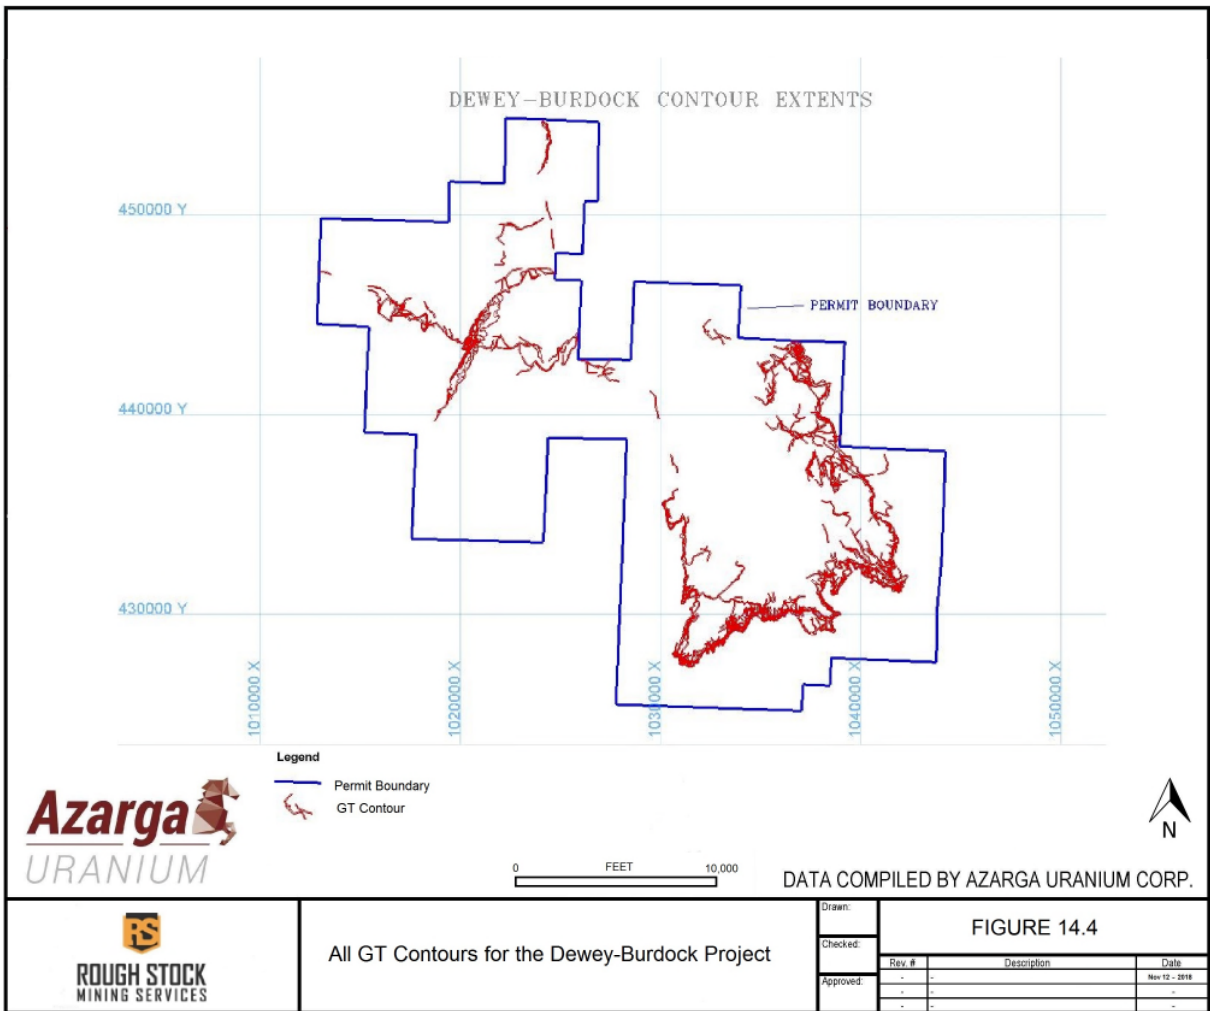 DEWEY-BURDOCK CONTOUR EXTENTS
450000 Y
PERMIT BOUNDARY
440000 Y
430000 Y
1010000 X
1020000 X
1030000 X
1040000 X
1050000 X
Legend
Permit Boundary
GT Contour
Azarga
URANIUM
N
0 FEET 10,000
DATA COMPILED BY AZARGA URANIUM CORP.
RS
ROUGH STOCK
MINING SERVICES
All GT Contours for the Dewey-Burdock Project
Drawn:
Checked:
Approved:
FIGURE 14.4
Rev. # Description Date
- - Nov 12 - 2018
- - -
- - -